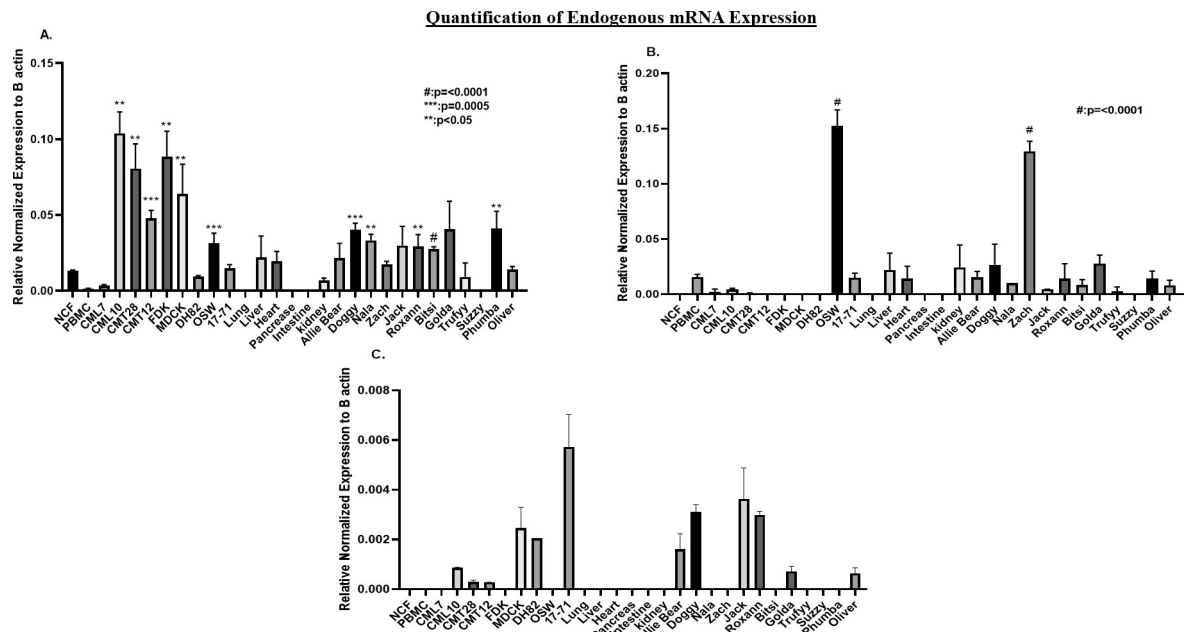 Quantification of Endogenous mRNA Expression
A.
Relative Normalized Expression to B actin
0.15
0.10
0.05
0.00
#:p=<0.0001
***:p=0.0005
**:p<0.05
**
**
***
**
**
***
***
**
**
#
**
NCF
PBMC
CML7
CML10
CMT28
CMT12
FDK
MDCK
DH82
OSW
17-71
Lung
Liver
Heart
Pancrease
Intestine
kidney
Allie Bear
Doggy
Nala
Zach
Jack
Roxann
Bitsi
Golda
Trufyy
Suzzy
Phumba
Oliver
B.
Relative Normalized Expression to B actin
0.20
0.15
0.10
0.05
0.00
#:p=<0.0001
#
#
NCF
PBMC
CML7
CML10
CMT28
CMT12
FDK
MDCK
DH82
OSW
17-71
Lung
Liver
Heart
Pancreas
Intestine
kidney
Allie Bear
Doggy
Nala
Zach
Jack
Roxann
Bitsi
Golda
Trufyy
Suzzy
Phumba
Oliver
C.
Relative Normalized Expression to B actin
0.008
0.006
0.004
0.002
0.000
NCF
PBMC
CML7
CML10
CMT28
CMT12
FDK
MDCK
DH82
OSW
17-71
Lung
Liver
Heart
Pancreas
Intestine
kidney
Allie Bear
Doggy
Nala
Zach
Jack
Roxann
Bitsi
Golda
Trufyy
Suzzy
Phumba
Oliver